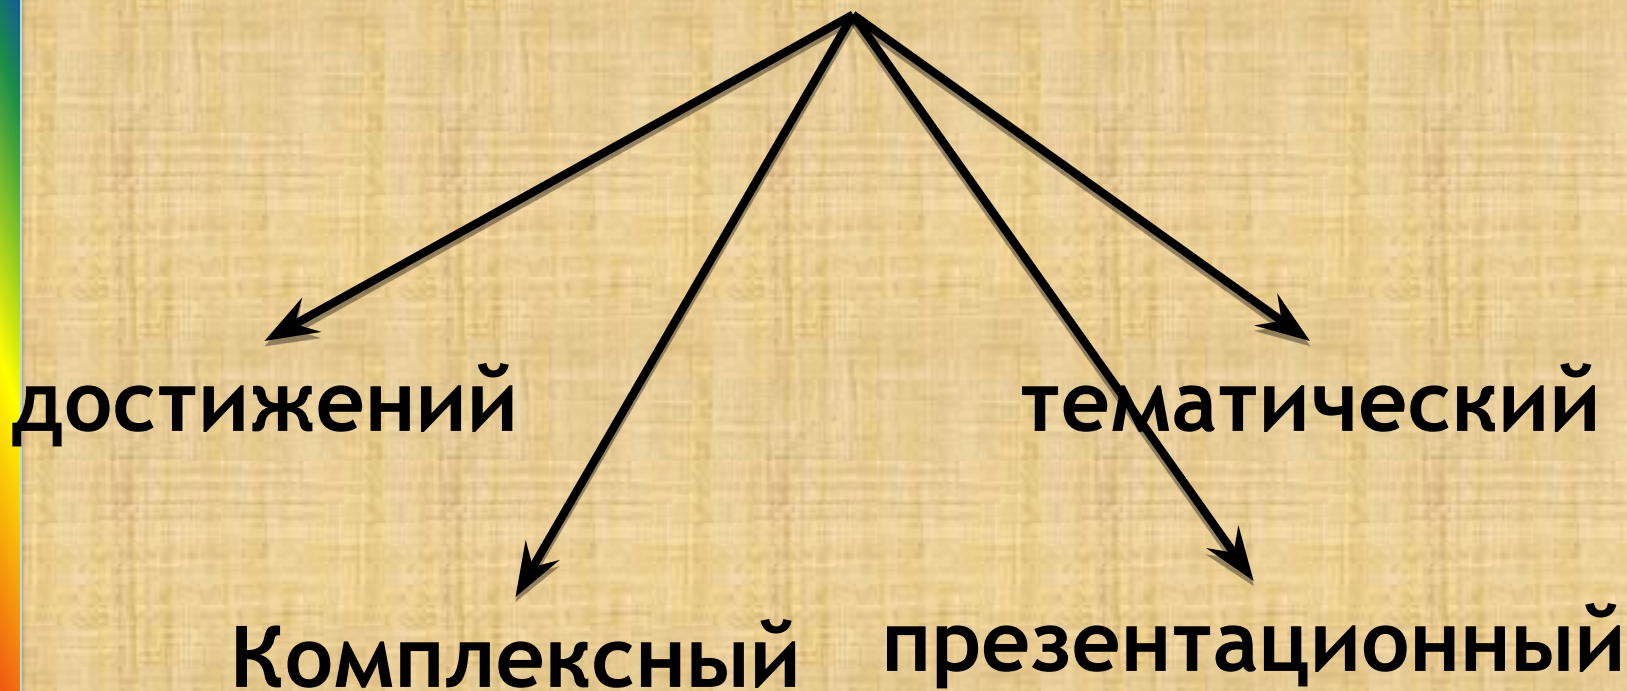 достижений
тематический
Комплексный
презентационный